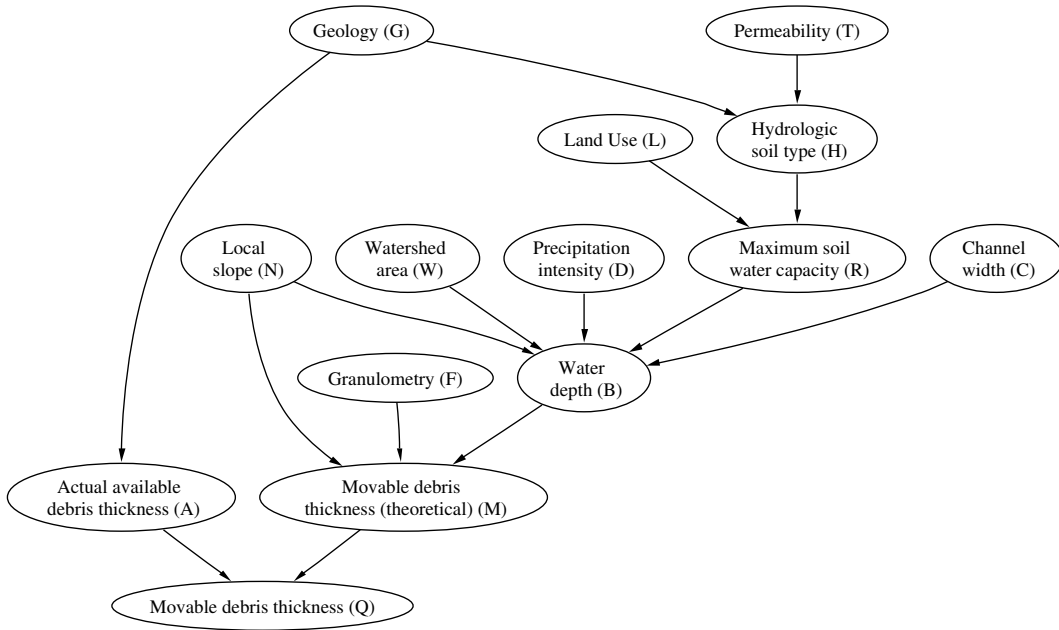 Geology (G)
Permeability (T)
Land Use (L)
Hydrologic
soil type (H)
Local
slope (N)
Watershed
area (W)
Precipitation
intensity (D)
Maximum soil
water capacity (R)
Channel
width (C)
Granulometry (F)
Water
depth (B)
Actual available
debris thickness (A)
Movable debris
thickness (theoretical) (M)
Movable debris thickness (Q)